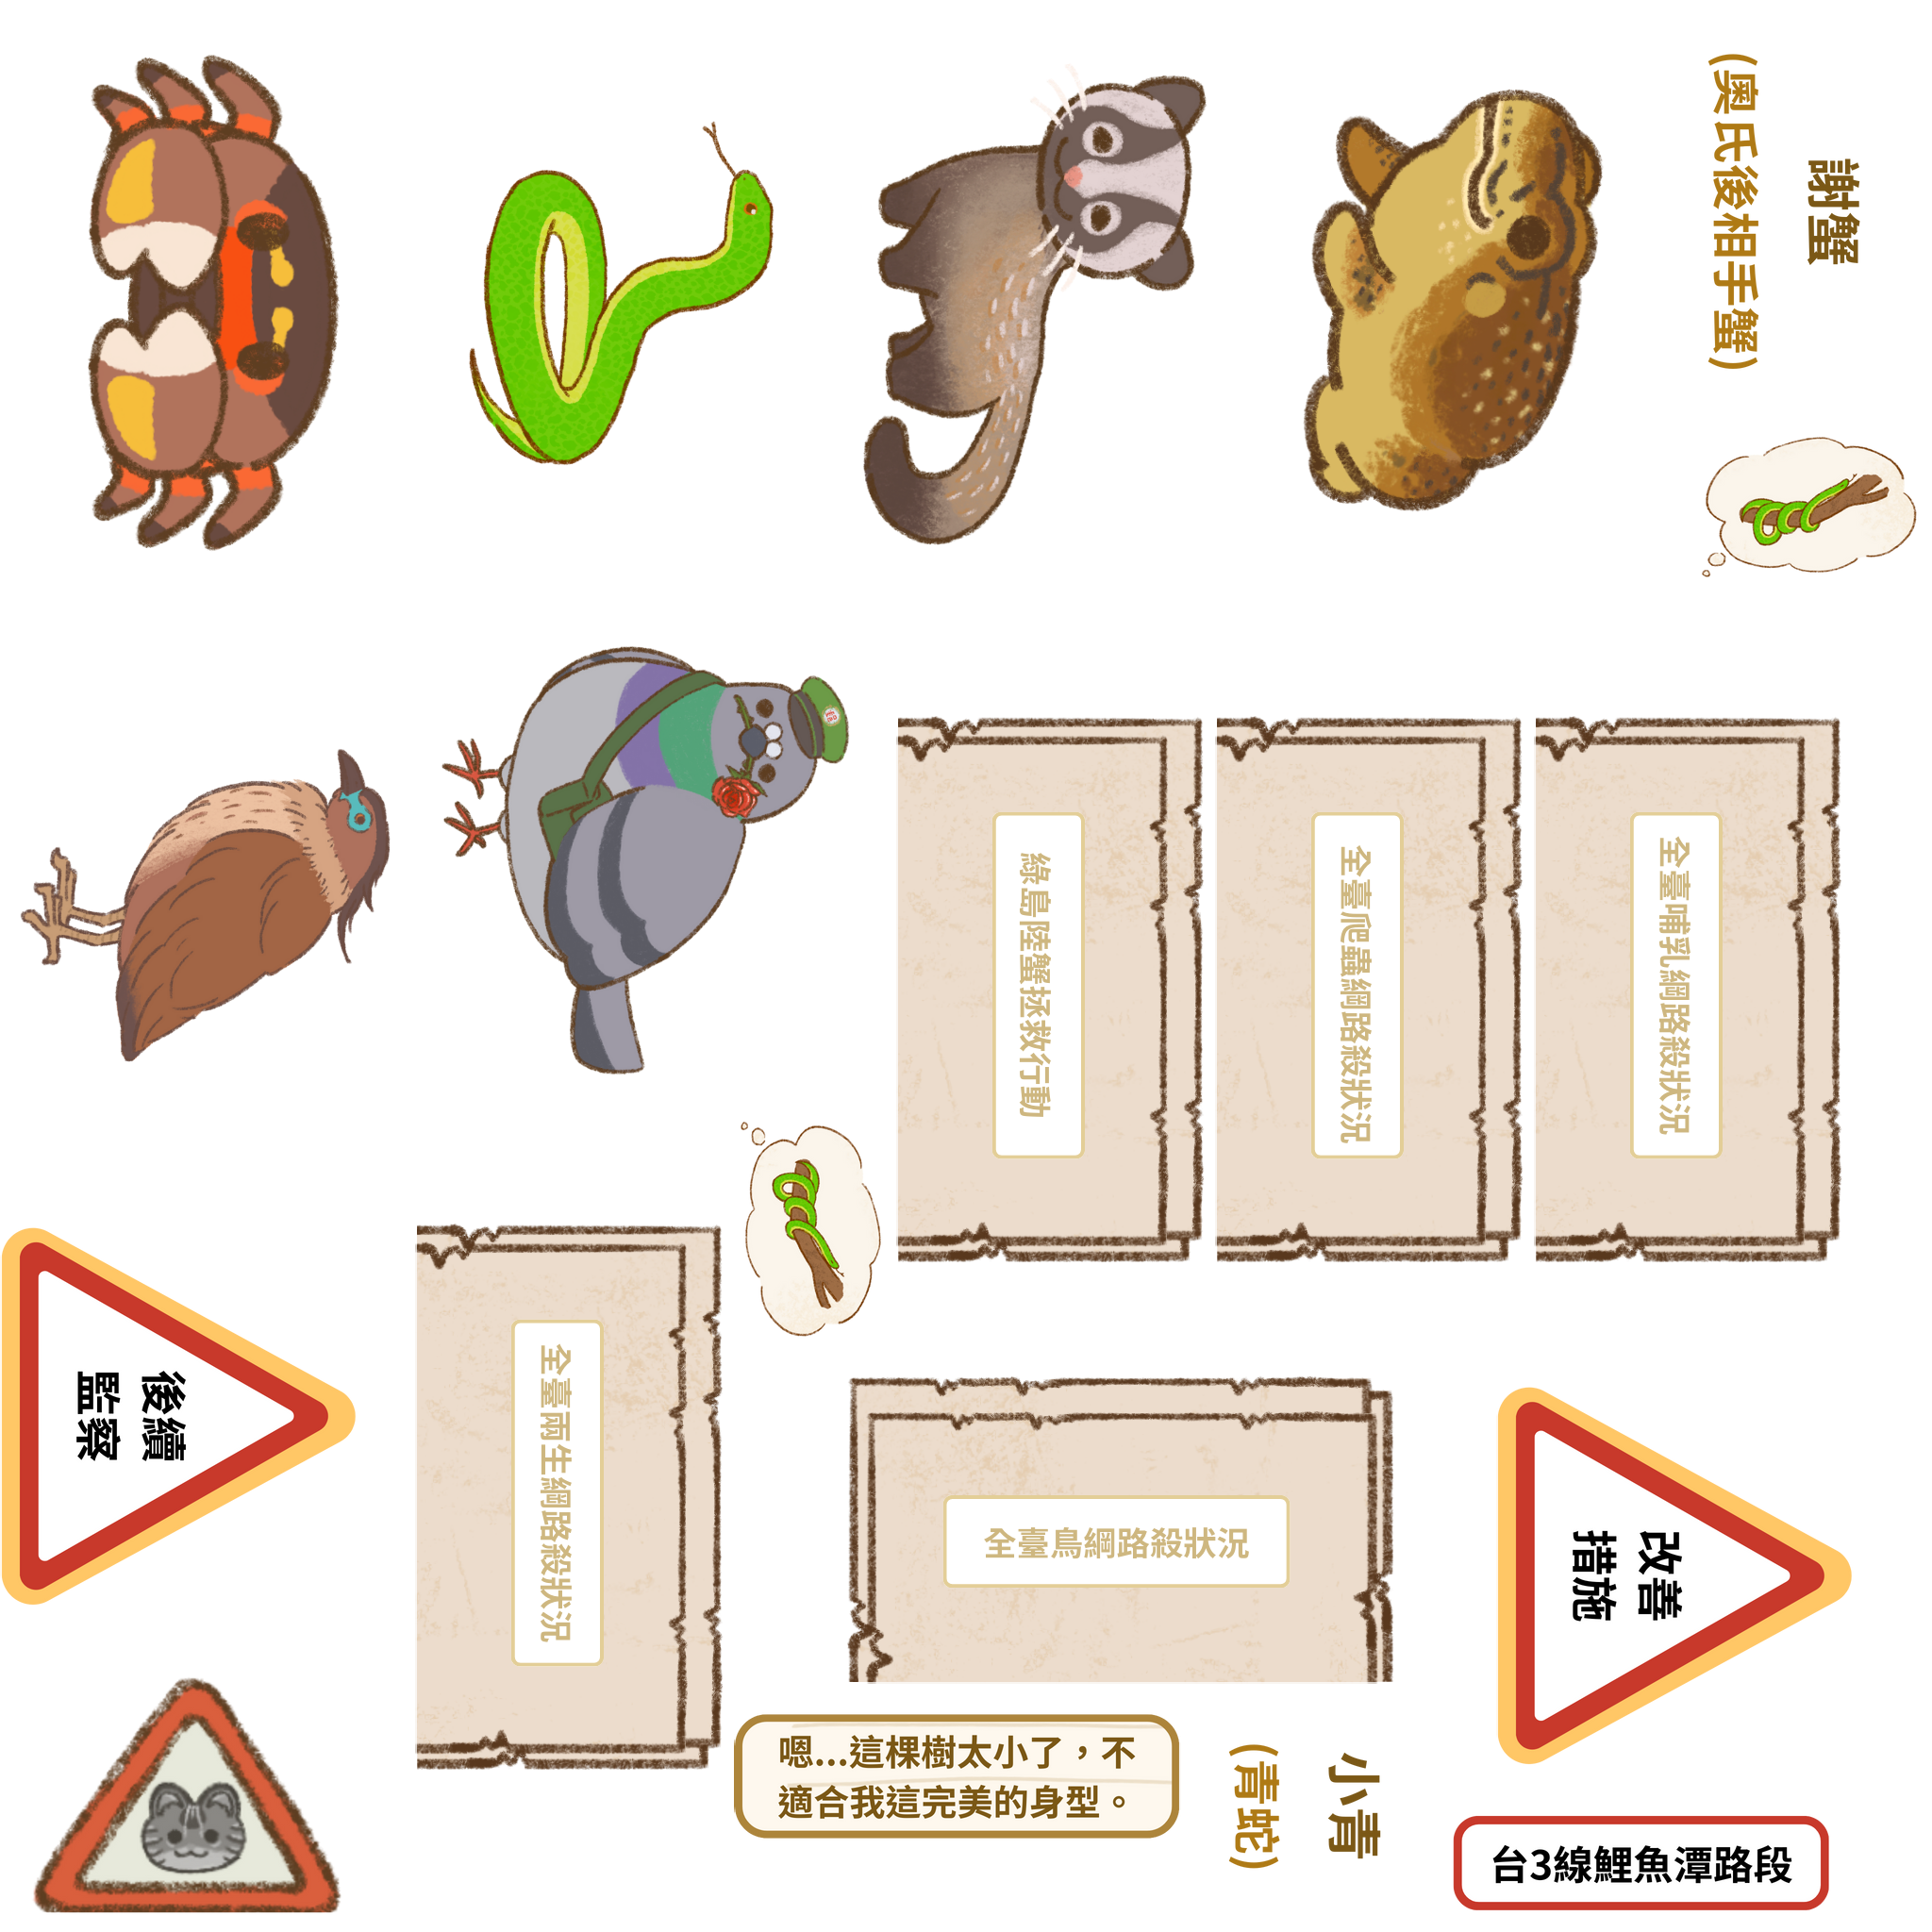 謝蟹
(奧氏後相手蟹)
綠島陸蟹拯救行動
全臺爬蟲綱路殺狀況
全臺哺乳綱路殺狀況
後續
監察
全臺兩生綱路殺狀況
全臺鳥綱路殺狀況
改善
措施
嗯...這棵樹太小了，不
適合我這完美的身型。
小青
(青蛇)
台3線鯉魚潭路段